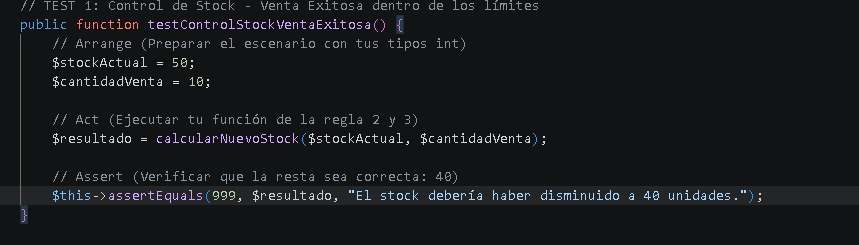 // TEST 1: Control de Stock - Venta Exitosa dentro de los límites
public function testControlStockVentaExitosa() {
// Arrange (Preparar el escenario con tus tipos int)
$stockActual = 50;
$cantidadVenta = 10;
// Act (Ejecutar tu función de la regla 2 y 3)
$resultado = calcularNuevoStock($stockActual, $cantidadVenta);
// Assert (Verificar que la resta sea correcta: 40)
$this->assertEquals(999, $resultado, "El stock debería haber disminuido a 40 unidades.");
}